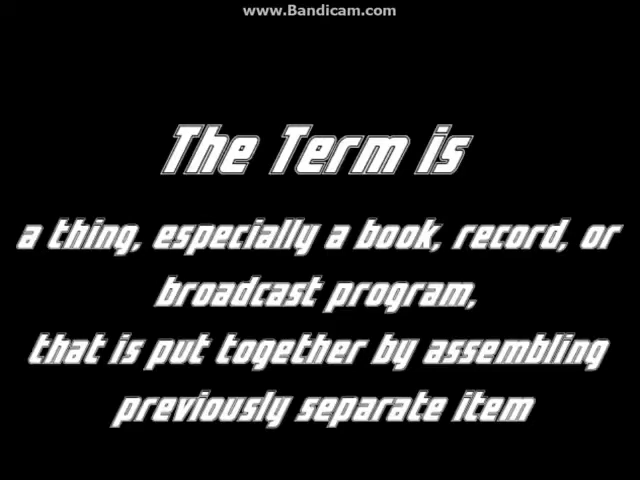 www.Bandicam.com
The Term is
a thing, especially a book, record, or
broadcast program,
that is put together by assembling
previously separate item